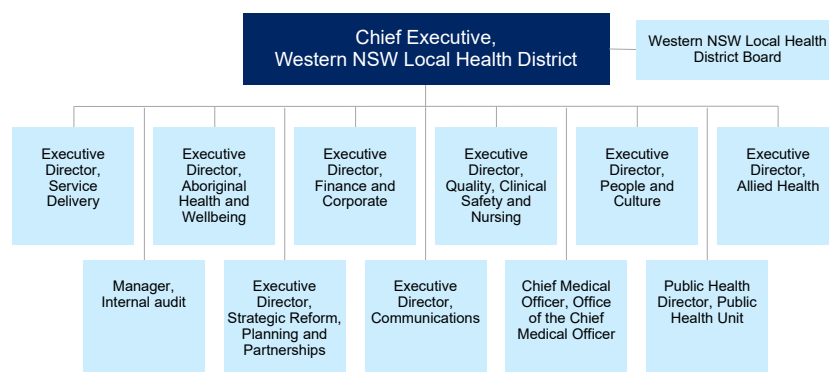 Chief Executive,
Western NSW Local Health District
Western NSW Local Health
District Board
Executive
Director,
Service
Delivery
Executive
Director,
Aboriginal
Health and
Wellbeing
Executive
Director,
Finance and
Corporate
Executive
Director,
Quality, Clinical
Safety and
Nursing
Executive
Director,
People and
Culture
Executive
Director,
Allied Health
Manager,
Internal audit
Executive
Director,
Strategic Reform,
Planning and
Partnerships
Executive
Director,
Communications
Chief Medical
Officer, Office
of the Chief
Medical Officer
Public Health
Director, Public
Health Unit